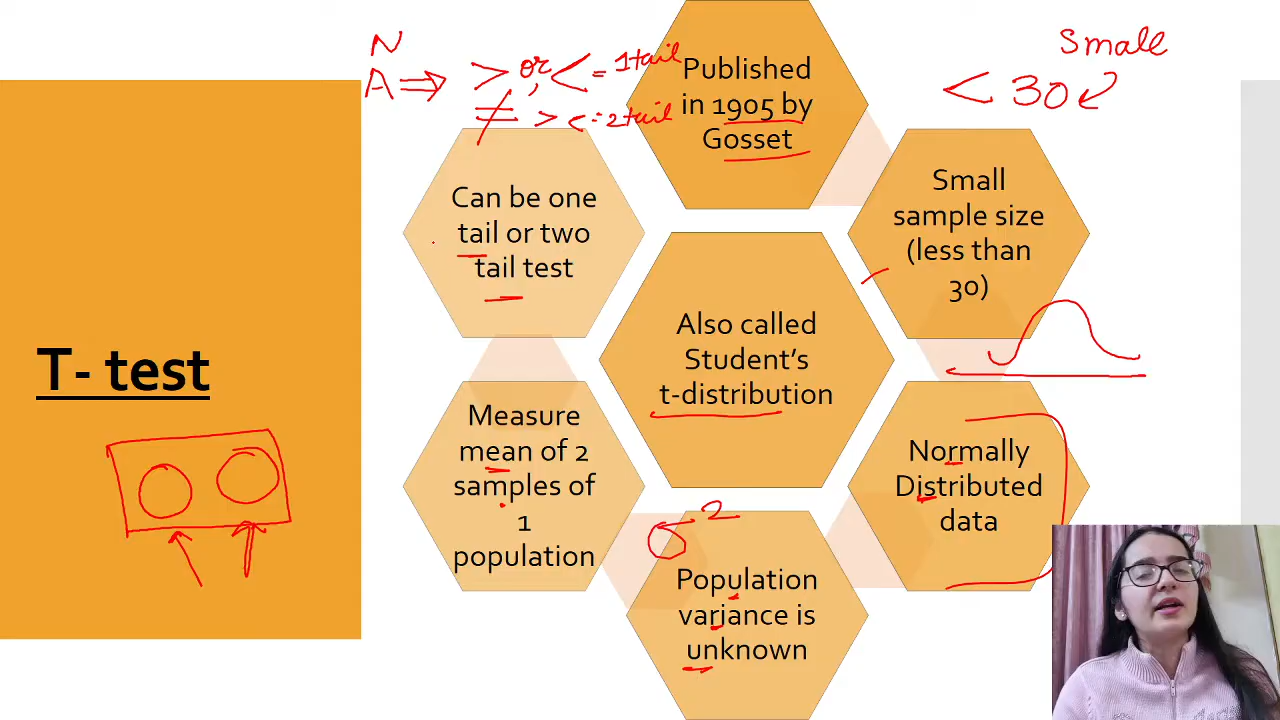 N
A ⇒ > or, < = 1 tail
≠ > < = 2 tail
Small
< 30
Published
in 1905 by
Gosset
Can be one
tail or two
tail test
Small
sample size
(less than
30)
Also called
Student's
t-distribution
T- test
Measure
mean of 2
samples of
1
population
Normally
Distributed
data
σ²
Population
variance is
unknown